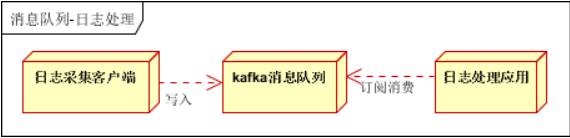 消息队列-日志处理
日志采集客户端
写入
kafka消息队列
订阅消费
日志处理应用